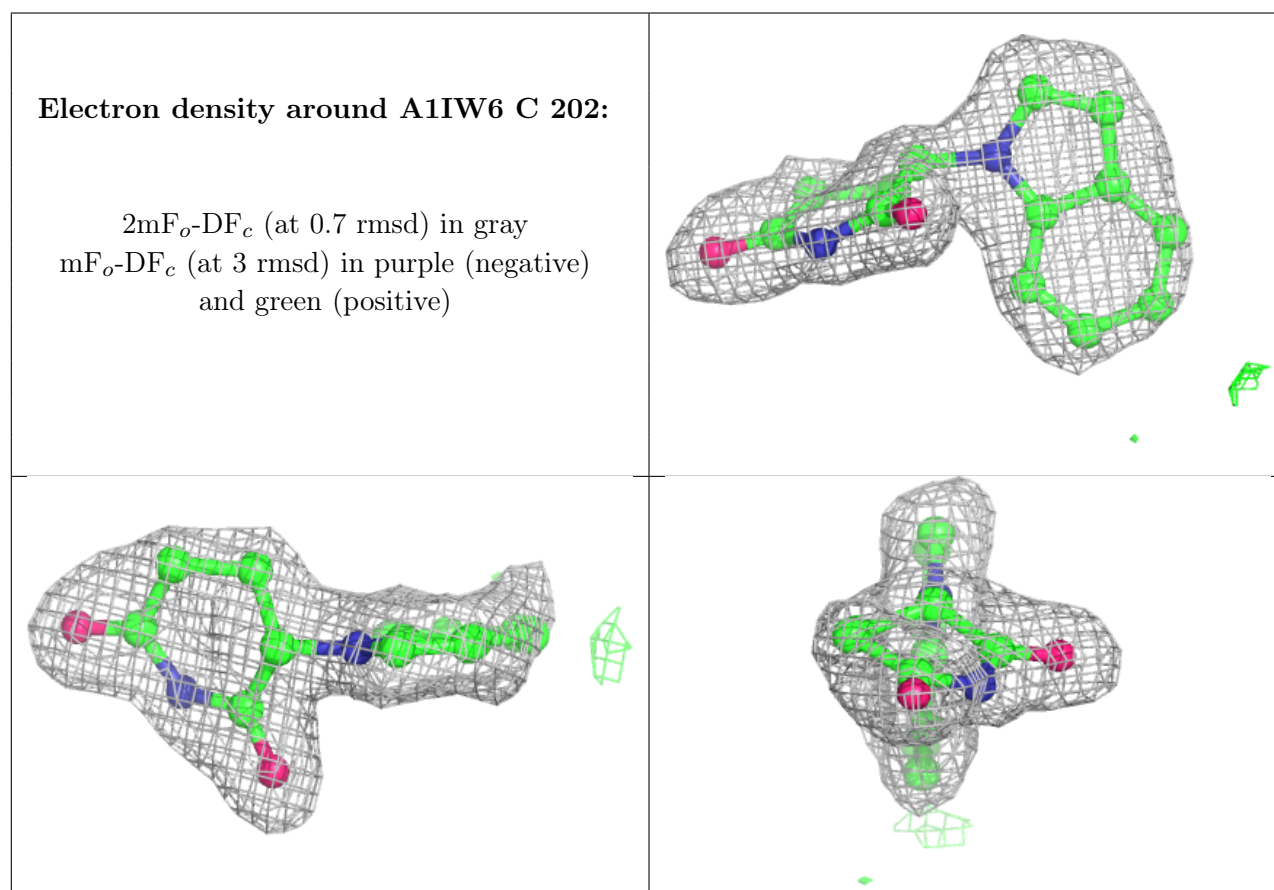 Electron density around A1IW6 C 202:
2mFₒ-DF𝒸 (at 0.7 rmsd) in gray
mFₒ-DF𝒸 (at 3 rmsd) in purple (negative)
and green (positive)